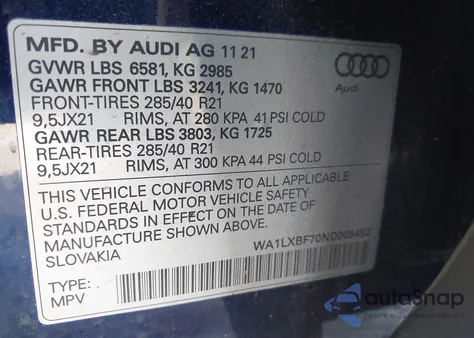 MFD. BY AUDI AG 11 21
GVWR LBS 6581, KG 2985
GAWR FRONT LBS 3241, KG 1470
FRONT-TIRES 285/40 R21
9,5JX21 RIMS, AT 280 KPA 41 PSI COLD
GAWR REAR LBS 3803, KG 1725
REAR-TIRES 285/40 R21
9,5JX21 RIMS, AT 300 KPA 44 PSI COLD
Audi
THIS VEHICLE CONFORMS TO ALL APPLICABLE
U.S. FEDERAL MOTOR VEHICLE SAFETY
STANDARDS IN EFFECT ON THE DATE OF
MANUFACTURE SHOWN ABOVE.
SLOVAKIA WA1LXBF70ND005482
TYPE:
MPV
autoSnap